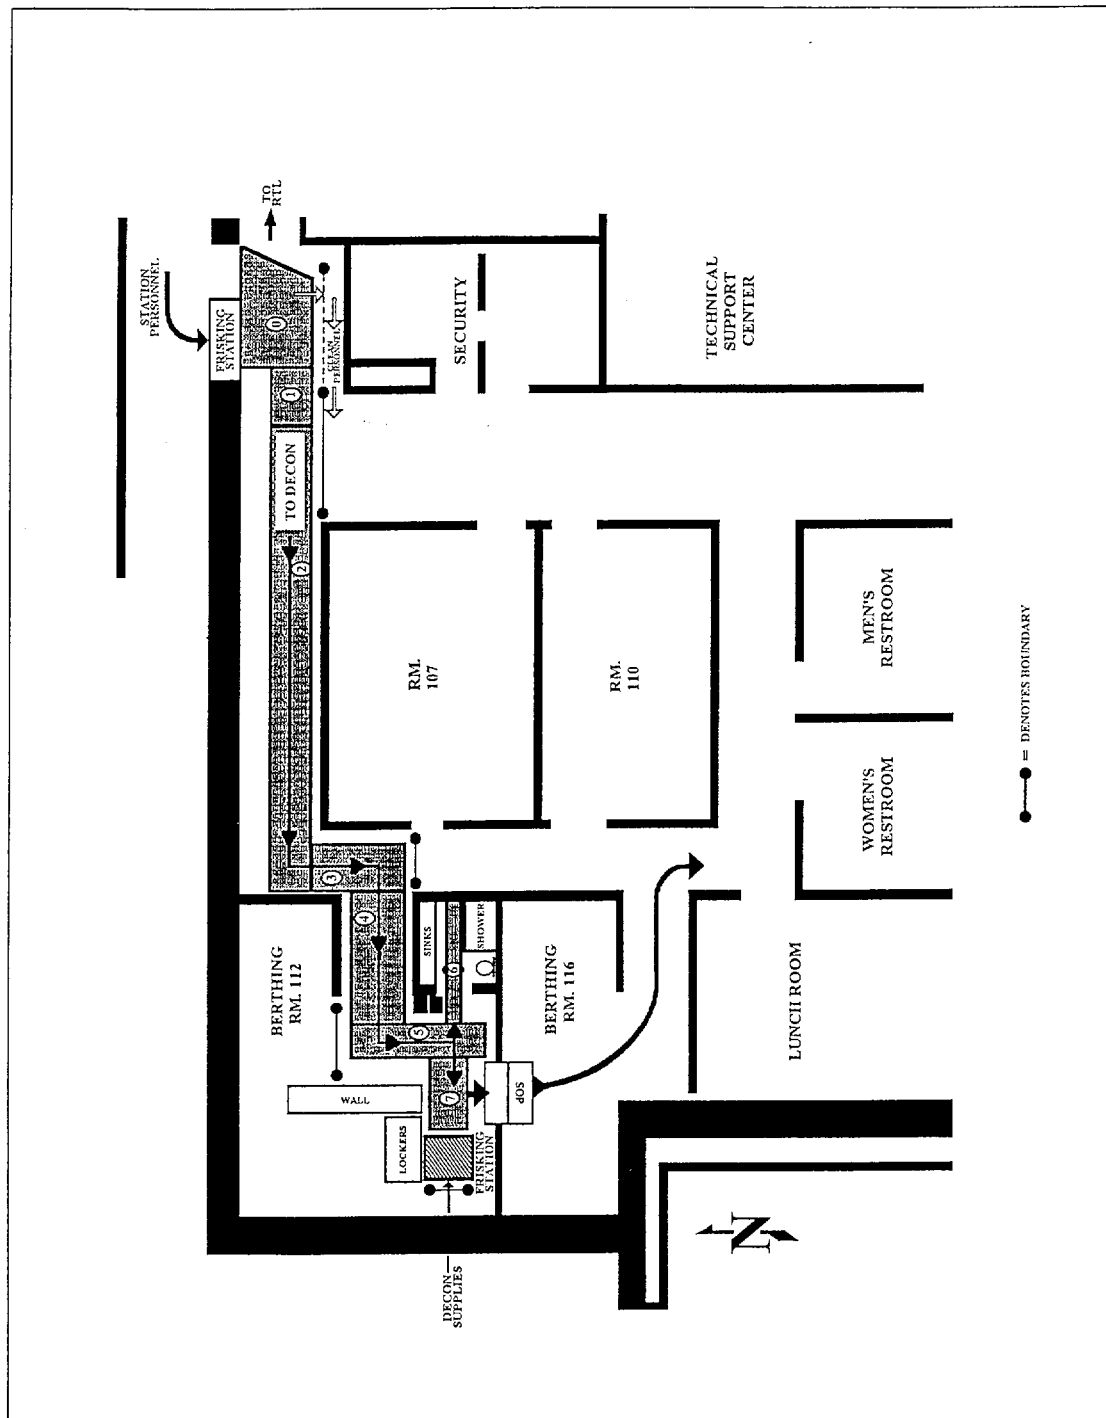 STATION
PERSONNEL
TO
RTL
FRISKING
STATION
0
CLEAN
PERSONNEL
1
TO DECON
2
3
4
5
6
7
SECURITY
TECHNICAL
SUPPORT
CENTER
RM.
107
RM.
110
MEN'S
RESTROOM
WOMEN'S
RESTROOM
BERTHING
RM. 112
SINKS
SHOWER
BERTHING
RM. 116
LUNCH ROOM
WALL
LOCKERS
FRISKING
STATION
SOP
DECON
SUPPLIES
N
= DENOTES BOUNDARY